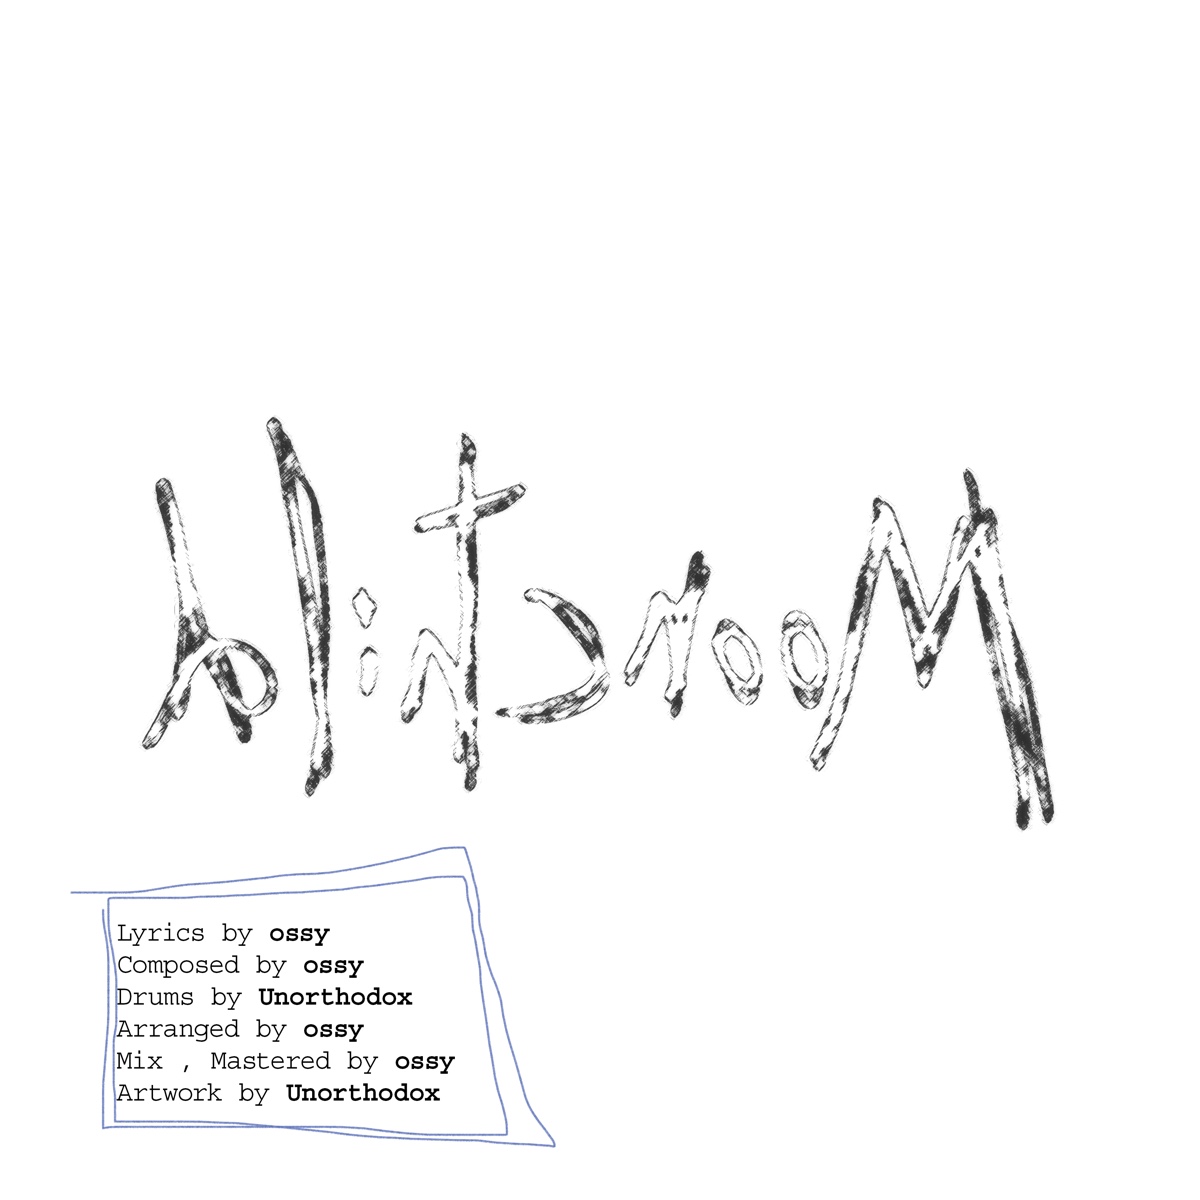 MoonChild
Lyrics by ossy
Composed by ossy
Drums by Unorthodox
Arranged by ossy
Mix , Mastered by ossy
Artwork by Unorthodox